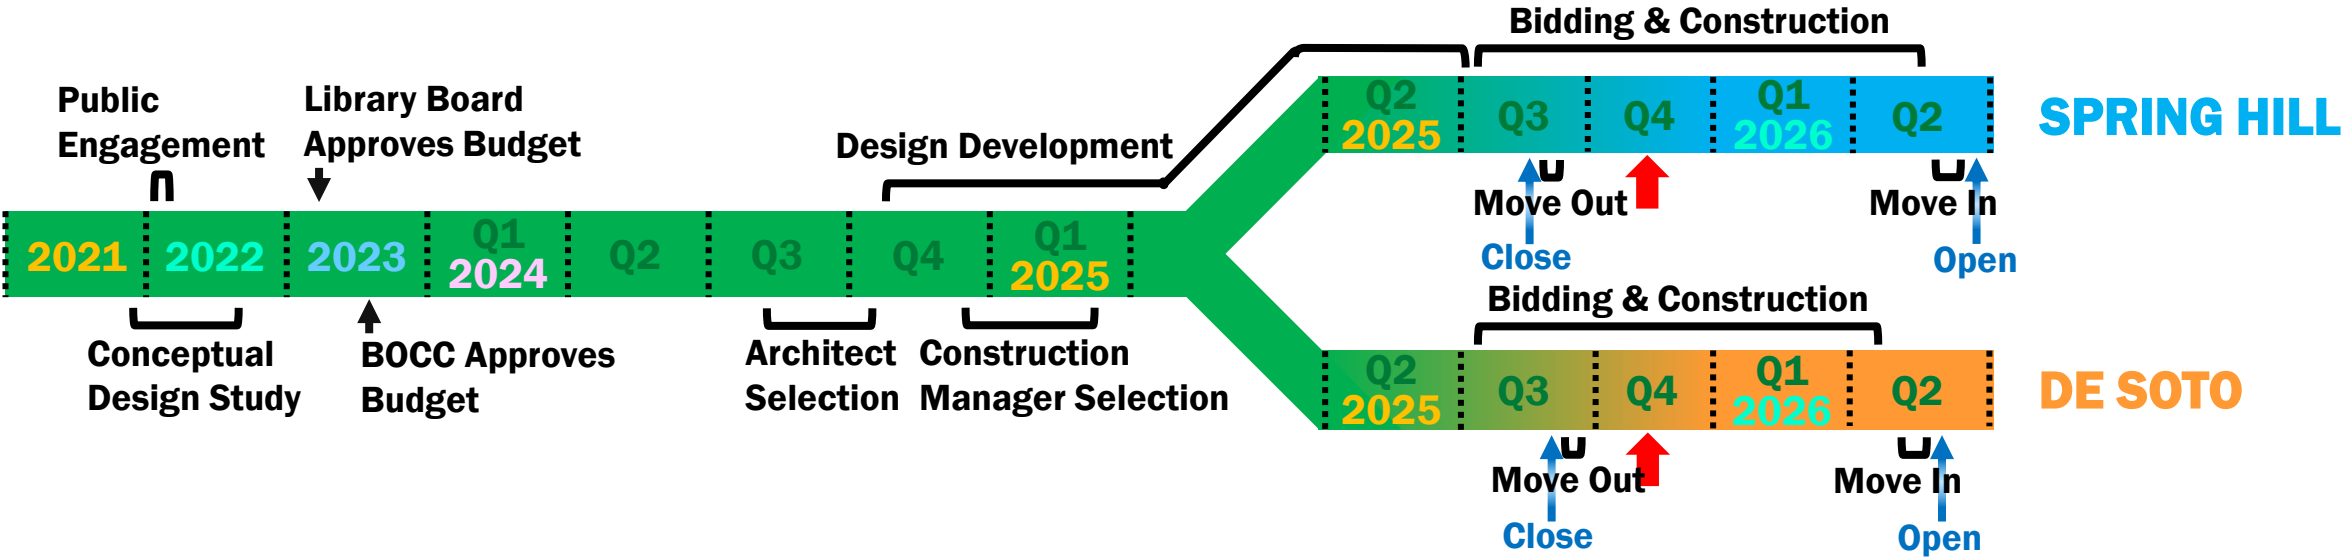 Bidding & Construction
Public
Engagement
Library Board
Approves Budget
Design Development
Q2
2025
Q3
Q4
Q1
2026
Q2
SPRING HILL
Move Out
Move In
Close
Open
2021
2022
2023
Q1
2024
Q2
Q3
Q4
Q1
2025
Conceptual
Design Study
BOCC Approves
Budget
Architect
Selection
Construction
Manager Selection
Bidding & Construction
Q2
2025
Q3
Q4
Q1
2026
Q2
DE SOTO
Move Out
Move In
Close
Open